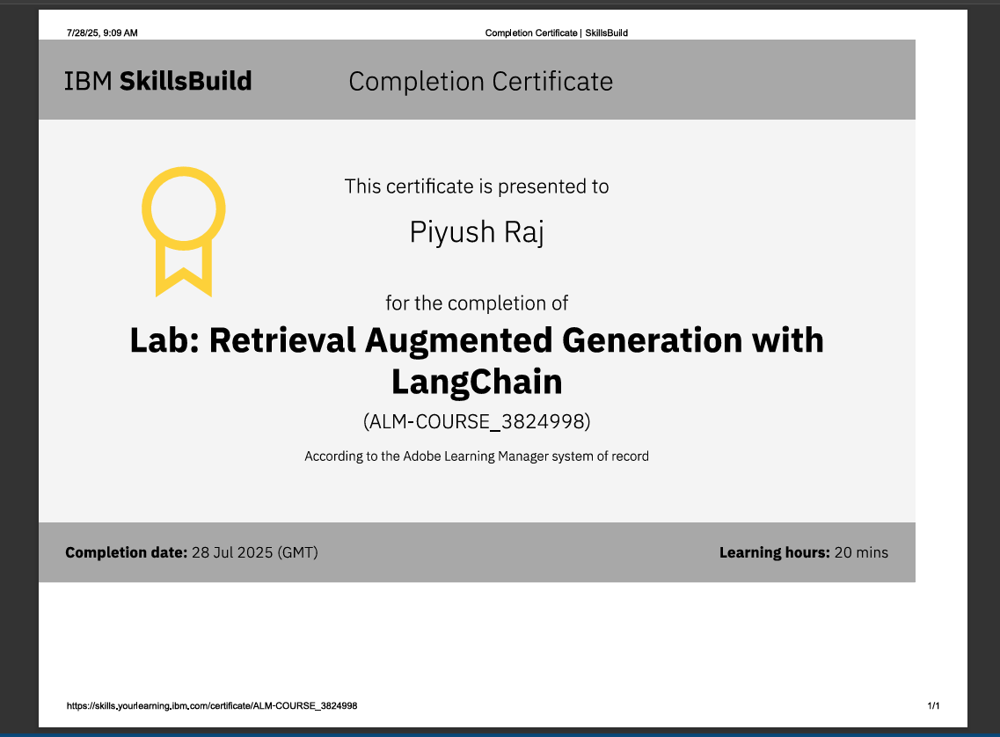 7/28/25, 9:09 AM Completion Certificate | SkillsBuild
IBM SkillsBuild Completion Certificate
This certificate is presented to
Piyush Raj
for the completion of
Lab: Retrieval Augmented Generation with
LangChain
(ALM-COURSE_3824998)
According to the Adobe Learning Manager system of record
Completion date: 28 Jul 2025 (GMT) Learning hours: 20 mins
https://skills.yourlearning.ibm.com/certificate/ALM-COURSE_3824998 1/1